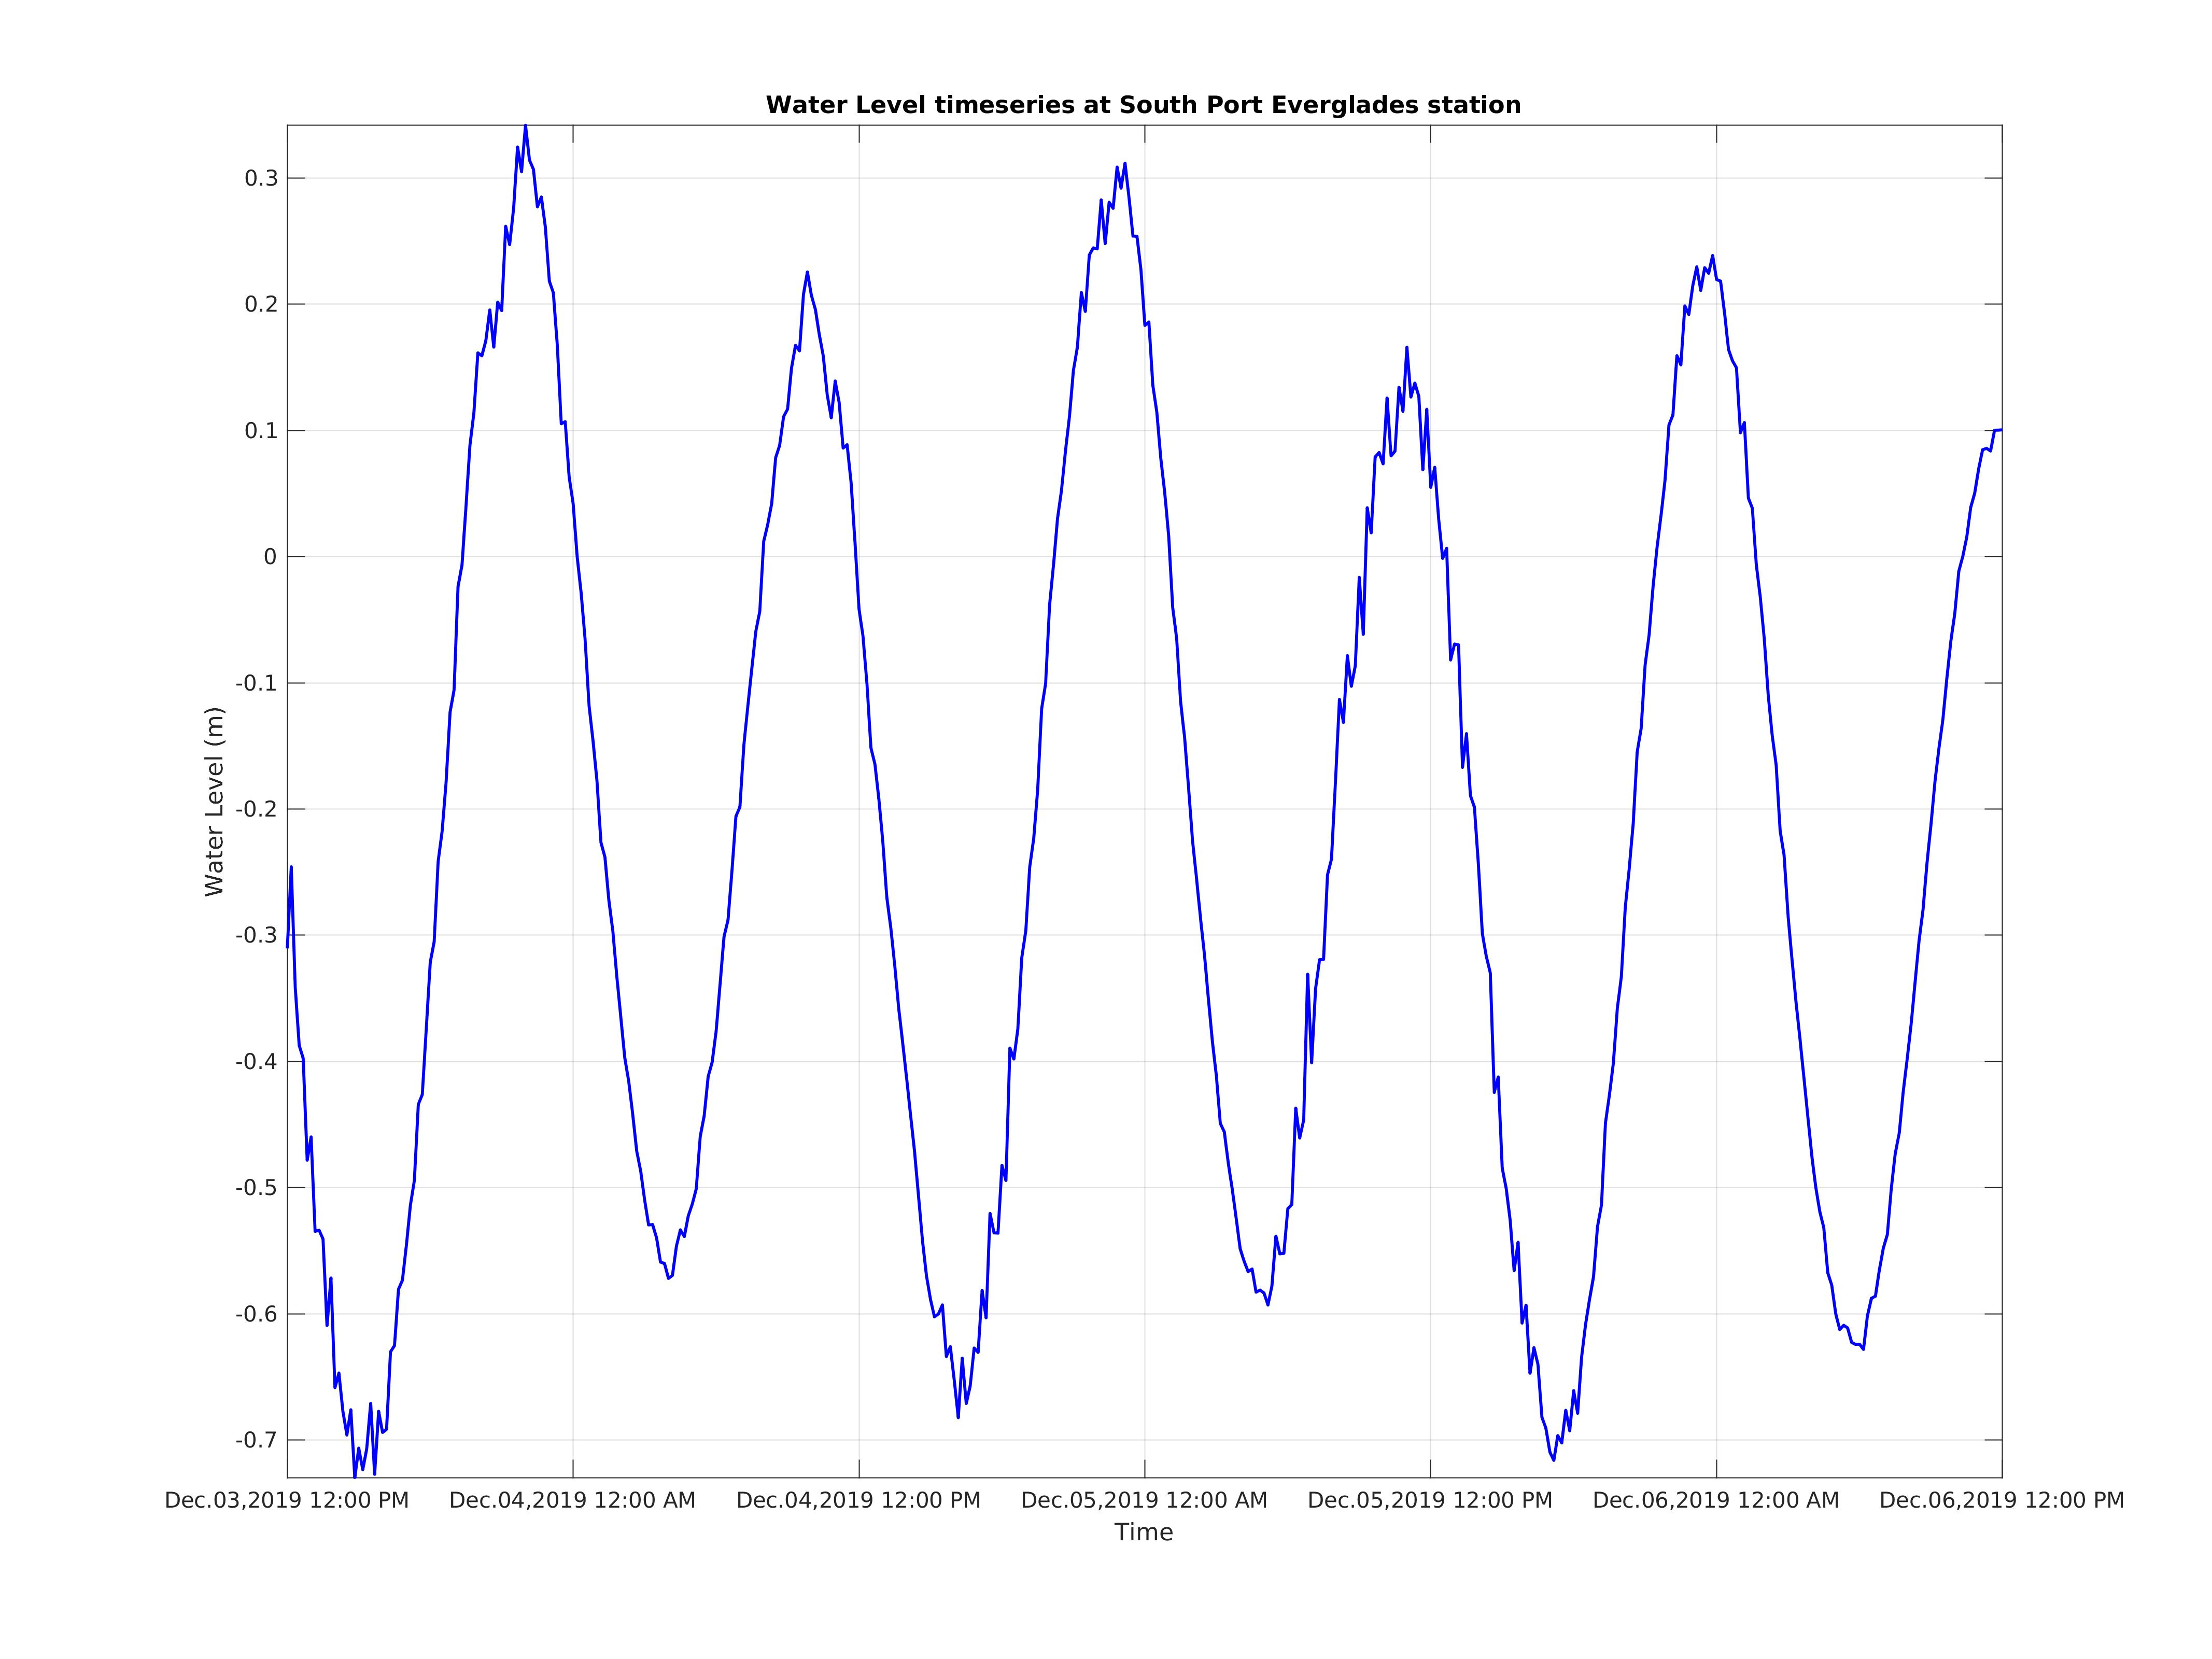 Water Level timeseries at South Port Everglades station
0.3
0.2
0.1
0
-0.1
-0.2
-0.3
-0.4
-0.5
-0.6
-0.7
Water Level (m)
Dec.03,2019 12:00 PM Dec.04,2019 12:00 AM Dec.04,2019 12:00 PM Dec.05,2019 12:00 AM Dec.05,2019 12:00 PM Dec.06,2019 12:00 AM Dec.06,2019 12:00 PM
Time